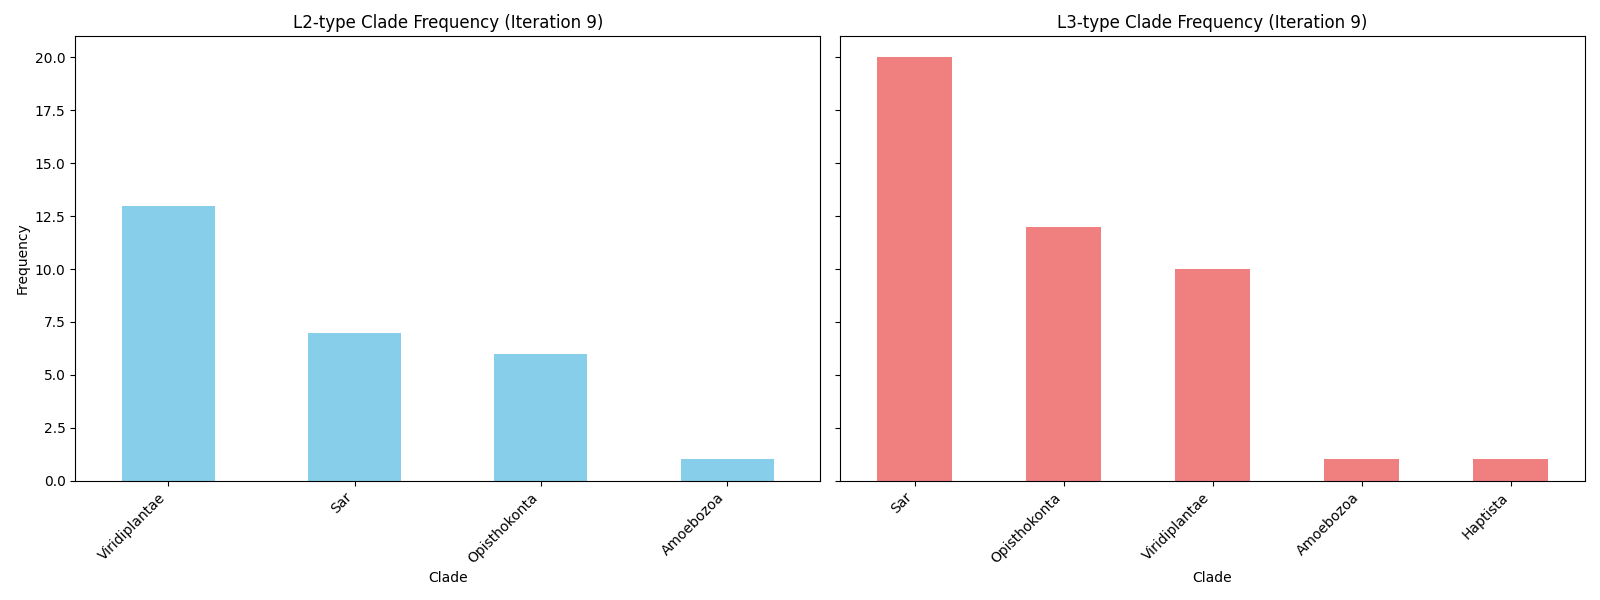 L2-type Clade Frequency (Iteration 9)
20.0
17.5
15.0
12.5
10.0
7.5
5.0
2.5
0.0
Frequency
Viridiplantae
Sar
Opisthokonta
Amoebozoa
Clade
L3-type Clade Frequency (Iteration 9)
Sar
Opisthokonta
Viridiplantae
Amoebozoa
Haptista
Clade